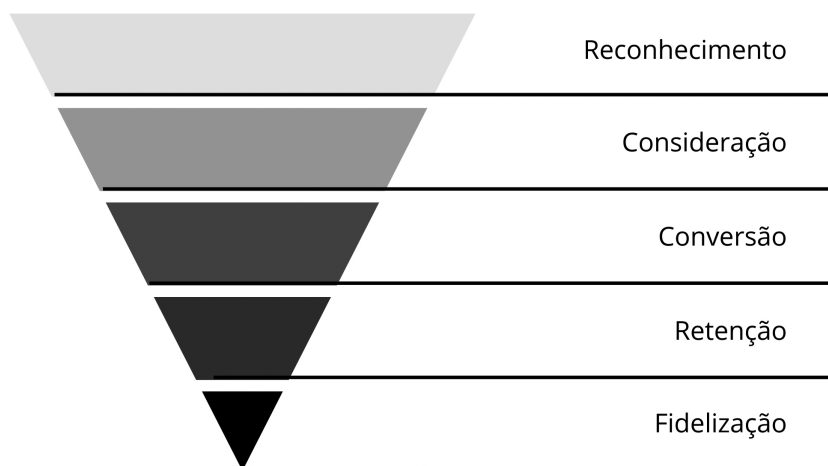 Reconhecimento
Consideração
Conversão
Retenção
Fidelização